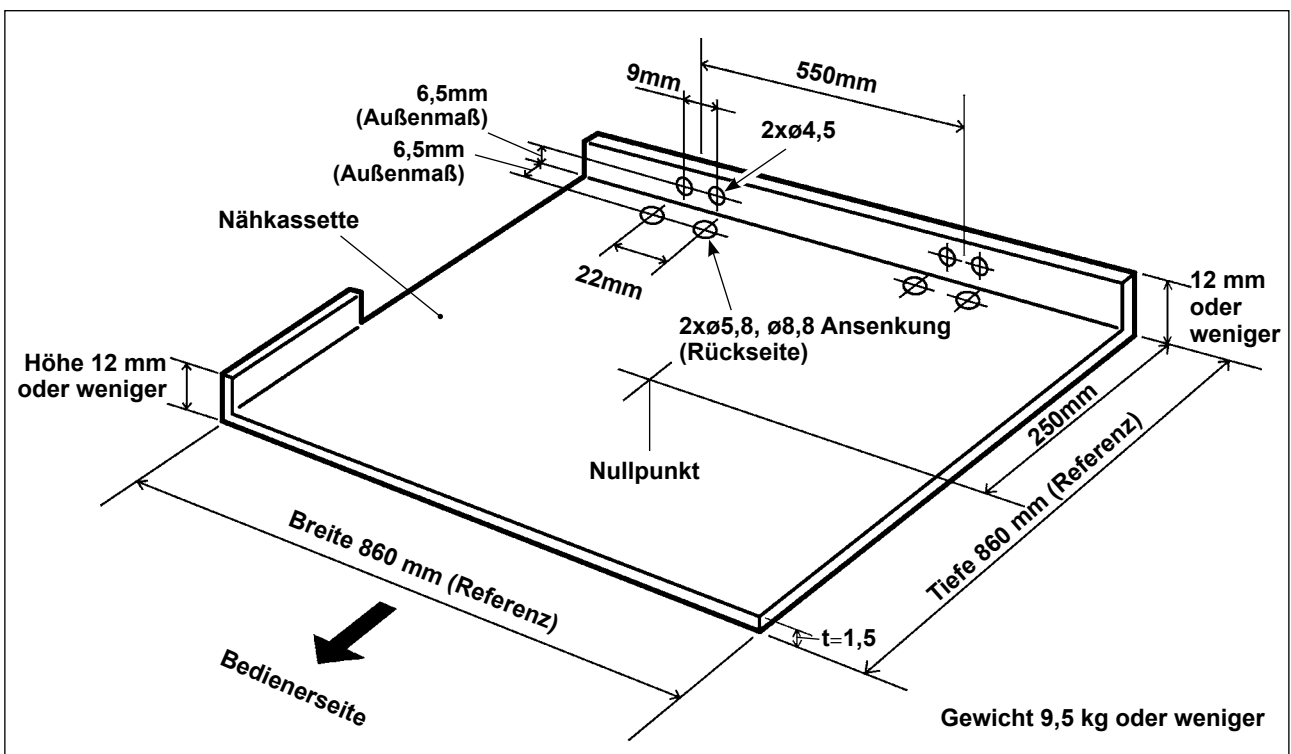 550mm
9mm
6,5mm
(Außenmaß)
2xø4,5
6,5mm
(Außenmaß)
Nähkassette
22mm
12 mm
oder
weniger
2xø5,8, ø8,8 Ansenkung
(Rückseite)
Höhe 12 mm
oder weniger
250mm
Nullpunkt
Tiefe 860 mm (Referenz)
Breite 860 mm (Referenz)
t=1,5
Bedienerseite
Gewicht 9,5 kg oder weniger